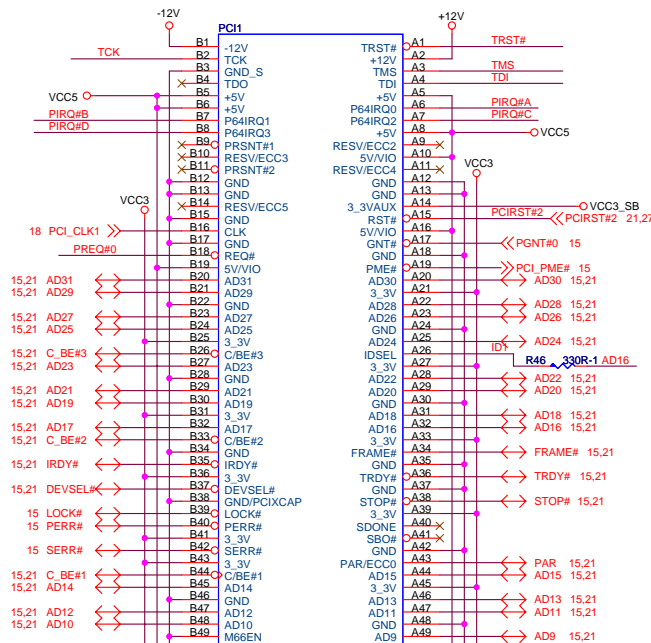 -12V +12V
PCI1
B1 -12V TRST# A1 TRST#
TCK B2 TCK +12V A2
B3 GND_S TMS A3 TMS
B4 TDO TDI A4 TDI
VCC5 B5 +5V +5V A5
B6 +5V P64IRQ0 A6 PIRQ#A
PIRQ#B B7 P64IRQ1 P64IRQ2 A7 PIRQ#C
PIRQ#D B8 P64IRQ3 +5V A8 VCC5
B9 PRSNT#1 RESV/ECC2 A9
B10 RESV/ECC3 5V/VIO A10
B11 PRSNT#2 RESV/ECC4 A11 VCC3
B12 GND GND A12
B13 GND GND A13
VCC3 B14 RESV/ECC5 3_3VAUX A14 VCC3_SB
B15 GND RST# A15 PCIRST#2 PCIRST#2 21,27
18 PCI_CLK1 B16 CLK 5V/VIO A16
B17 GND GNT# A17 PGNT#0 15
PREQ#0 B18 REQ# GND A18
B19 5V/VIO PME# A19 PCI_PME# 15
15,21 AD31 B20 AD31 AD30 A20 AD30 15,21
15,21 AD29 B21 AD29 3_3V A21
B22 GND AD28 A22 AD28 15,21
15,21 AD27 B23 AD27 AD26 A23 AD26 15,21
15,21 AD25 B24 AD25 GND A24
B25 3_3V AD24 A25 AD24 15,21
15,21 C_BE#3 B26 C/BE#3 IDSEL A26 R46 330R-1 AD16
15,21 AD23 B27 AD23 3_3V A27
B28 GND AD22 A28 AD22 15,21
15,21 AD21 B29 AD21 AD20 A29 AD20 15,21
15,21 AD19 B30 AD19 GND A30
B31 3_3V AD18 A31 AD18 15,21
15,21 AD17 B32 AD17 AD16 A32 AD16 15,21
15,21 C_BE#2 B33 C/BE#2 3_3V A33
B34 GND FRAME# A34 FRAME# 15,21
15,21 IRDY# B35 IRDY# GND A35
B36 3_3V TRDY# A36 TRDY# 15,21
15,21 DEVSEL# B37 DEVSEL# GND A37
B38 GND/PCIXCAP STOP# A38 STOP# 15,21
15 LOCK# B39 LOCK# 3_3V A39
15 PERR# B40 PERR# SDONE A40
B41 3_3V SBO# A41
15 SERR# B42 SERR# GND A42
B43 3_3V PAR/ECC0 A43 PAR 15,21
15,21 C_BE#1 B44 C/BE#1 AD15 A44 AD15 15,21
15,21 AD14 B45 AD14 3_3V A45
B46 GND AD13 A46 AD13 15,21
15,21 AD12 B47 AD12 AD11 A47 AD11 15,21
15,21 AD10 B48 AD10 GND A48
B49 M66EN AD9 A49 AD9 15,21